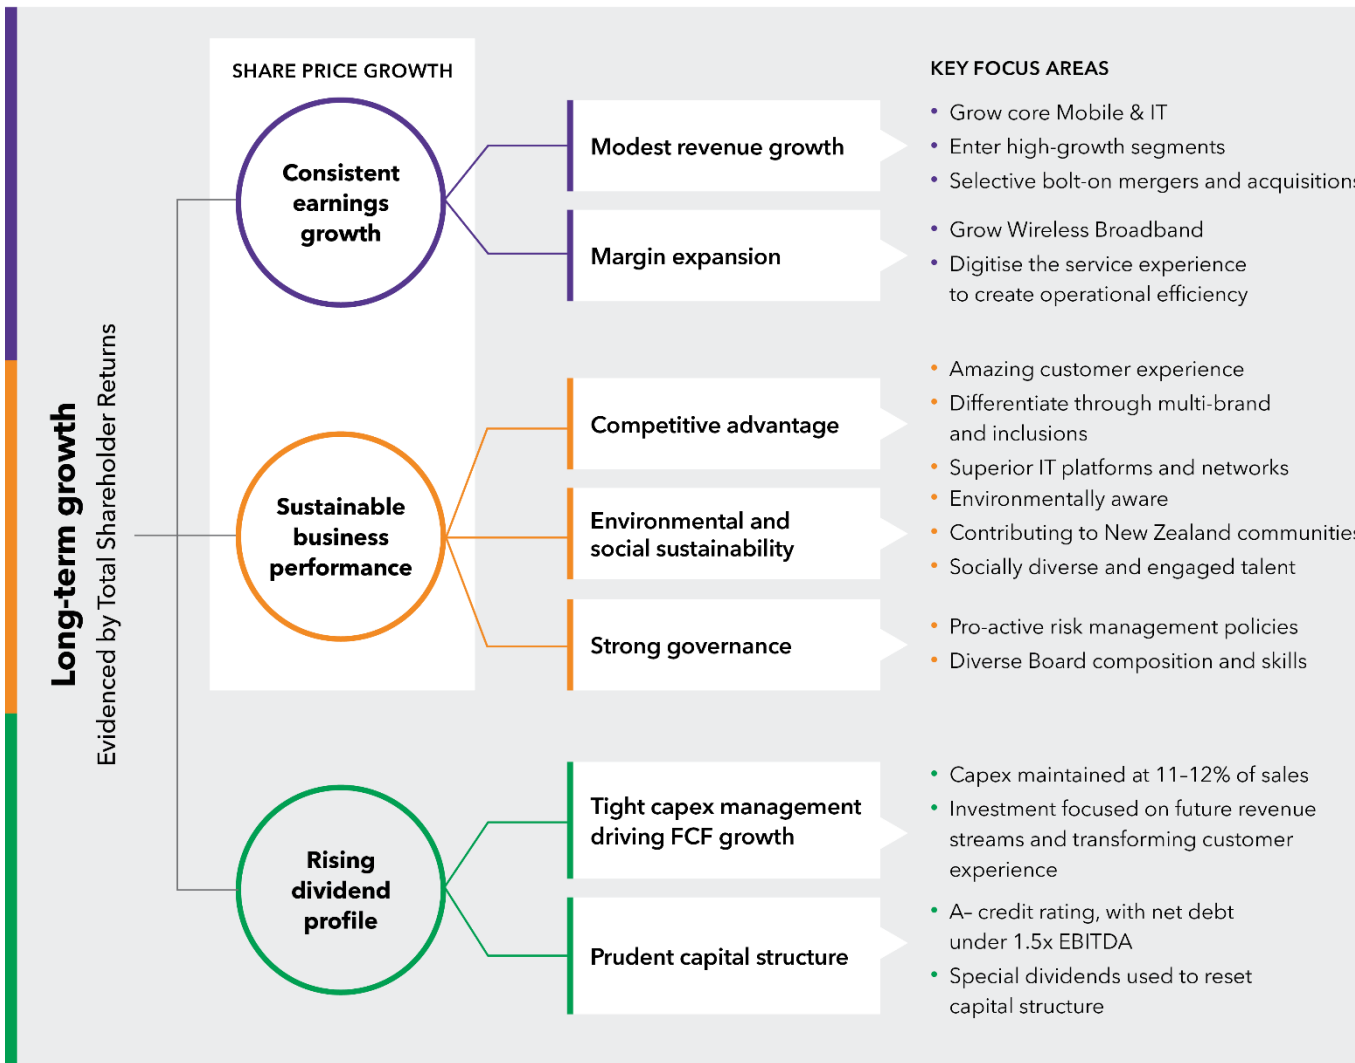 Long-term growth
Evidenced by Total Shareholder Returns
SHARE PRICE GROWTH
KEY FOCUS AREAS
Consistent
earnings
growth
Modest revenue growth
• Grow core Mobile & IT
• Enter high-growth segments
• Selective bolt-on mergers and acquisitions
Margin expansion
• Grow Wireless Broadband
• Digitise the service experience
to create operational efficiency
Sustainable
business
performance
Competitive advantage
• Amazing customer experience
• Differentiate through multi-brand
and inclusions
• Superior IT platforms and networks
Environmental and
social sustainability
• Environmentally aware
• Contributing to New Zealand communities
• Socially diverse and engaged talent
Strong governance
• Pro-active risk management policies
• Diverse Board composition and skills
Rising
dividend
profile
Tight capex management
driving FCF growth
• Capex maintained at 11–12% of sales
• Investment focused on future revenue
streams and transforming customer
experience
Prudent capital structure
• A– credit rating, with net debt
under 1.5x EBITDA
• Special dividends used to reset
capital structure